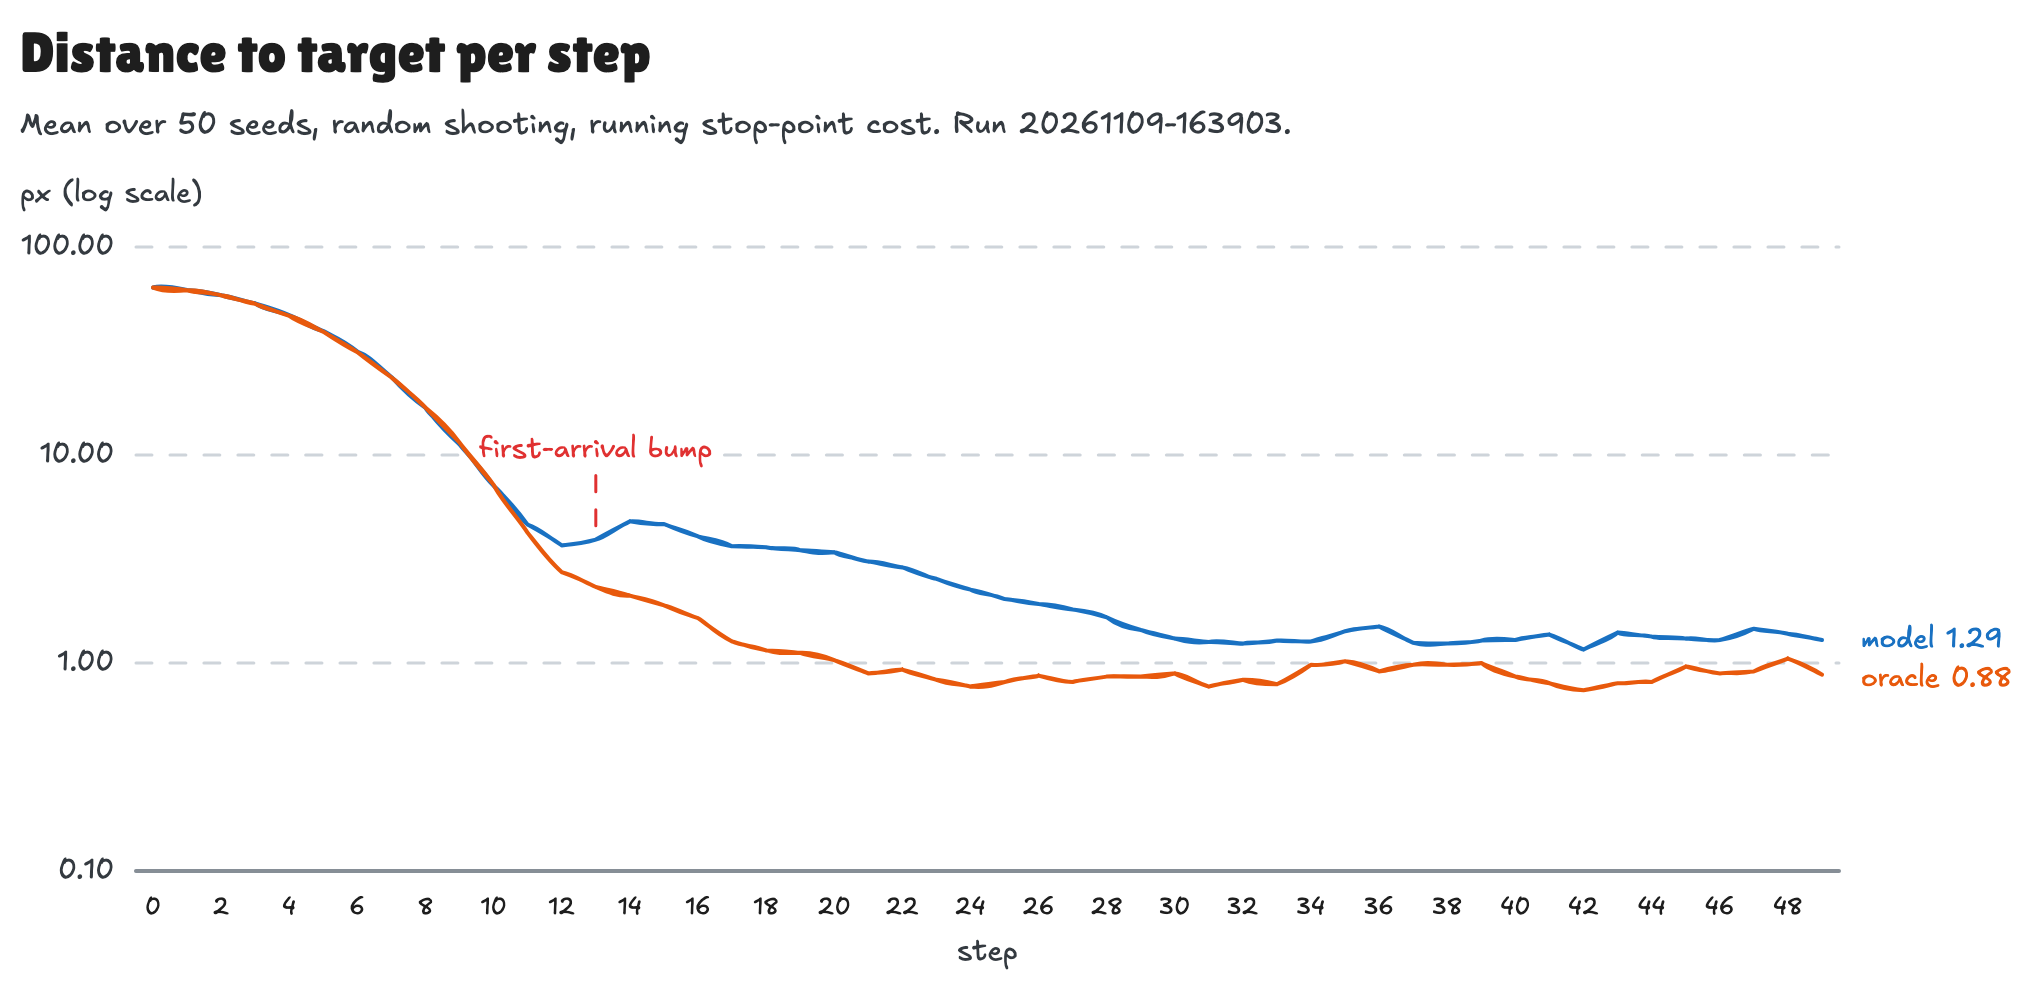 Distance to target per step
Mean over 50 seeds, random shooting, running stop-point cost. Run 20261109-163903.
px (log scale)
100.00
10.00
first-arrival bump
1.00
model 1.29
oracle 0.88
0.10
0 2 4 6 8 10 12 14 16 18 20 22 24 26 28 30 32 34 36 38 40 42 44 46 48
step